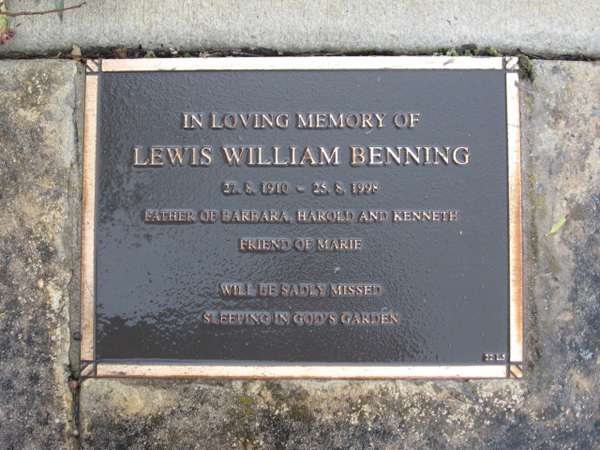 IN LOVING MEMORY OF
LEWIS WILLIAM BENNING
27. 8. 1910 - 25. 8. 1998
FATHER OF BARBARA, HAROLD AND KENNETH
FRIEND OF MARIE
WILL BE SADLY MISSED
SLEEPING IN GOD'S GARDEN